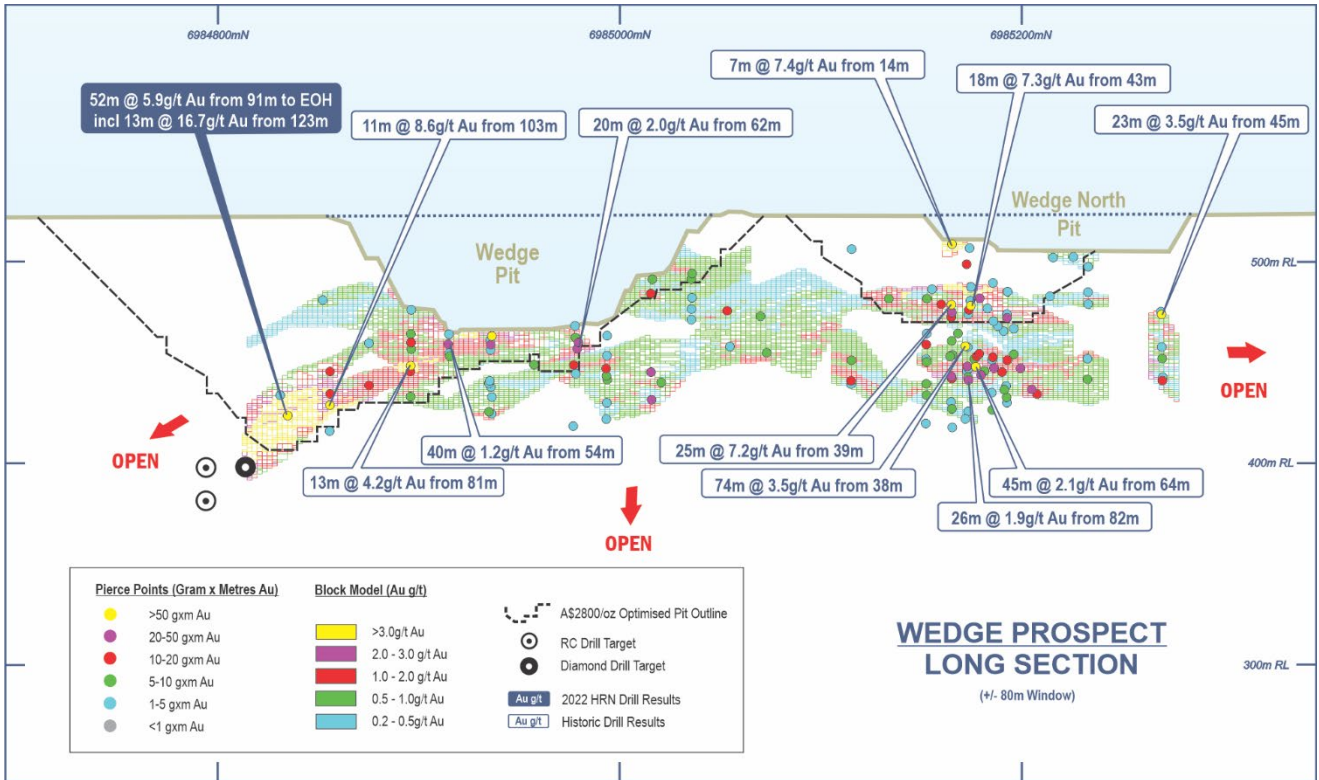 6984800mN
6985000mN
6985200mN
7m @ 7.4g/t Au from 14m
18m @ 7.3g/t Au from 43m
52m @ 5.9g/t Au from 91m to EOH
incl 13m @ 16.7g/t Au from 123m
11m @ 8.6g/t Au from 103m
20m @ 2.0g/t Au from 62m
23m @ 3.5g/t Au from 45m
Wedge
Pit
Wedge North
Pit
500m RL
OPEN
OPEN
OPEN
400m RL
40m @ 1.2g/t Au from 54m
13m @ 4.2g/t Au from 81m
25m @ 7.2g/t Au from 39m
74m @ 3.5g/t Au from 38m
45m @ 2.1g/t Au from 64m
26m @ 1.9g/t Au from 82m
Pierce Points (Gram x Metres Au)
>50 gxm Au
20-50 gxm Au
10-20 gxm Au
5-10 gxm Au
1-5 gxm Au
<1 gxm Au
Block Model (Au g/t)
>3.0g/t Au
2.0 - 3.0 g/t Au
1.0 - 2.0 g/t Au
0.5 - 1.0g/t Au
0.2 - 0.5g/t Au
A$2800/oz Optimised Pit Outline
RC Drill Target
Diamond Drill Target
Au g/t 2022 HRN Drill Results
Au g/t Historic Drill Results
WEDGE PROSPECT
LONG SECTION
(+/- 80m Window)
300m RL